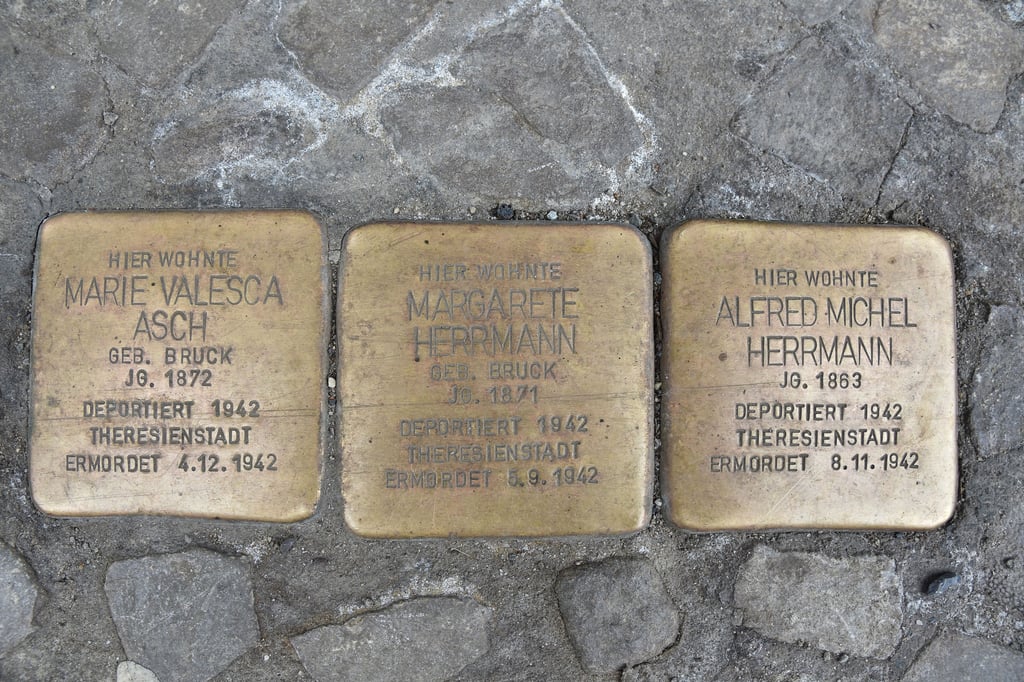 HIER WOHNTE
MARIE VALESCA
ASCH
GEB. BRUCK
JG. 1872
DEPORTIERT 1942
THERESIENSTADT
ERMORDET 4.12.1942
HIER WOHNTE
MARGARETE
HERRMANN
GEB. BRUCK
JG. 1871
DEPORTIERT 1942
THERESIENSTADT
ERMORDET 5.9.1942
HIER WOHNTE
ALFRED MICHEL
HERRMANN
JG. 1863
DEPORTIERT 1942
THERESIENSTADT
ERMORDET 8.11.1942